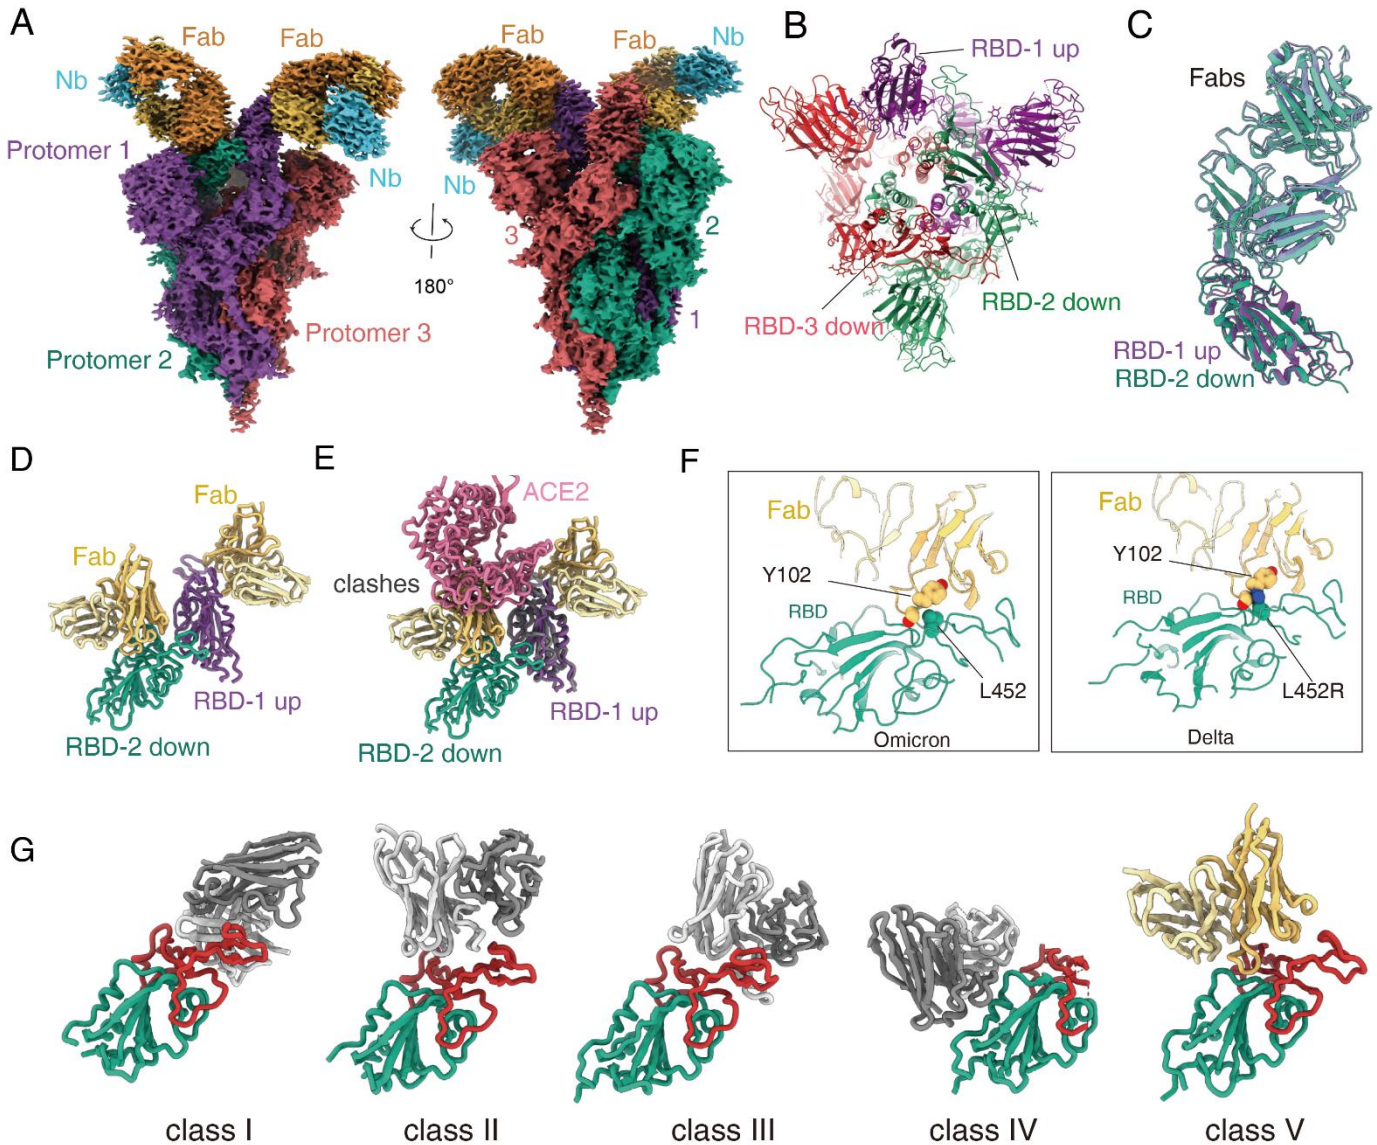 A
Fab
Fab
Fab
Fab
Nb
Nb
Protomer 1
Nb
Nb
3
2
180°
Protomer 3
1
Protomer 2
B
RBD-1 up
RBD-2 down
RBD-3 down
C
Fabs
RBD-1 up
RBD-2 down
D
Fab
Fab
RBD-1 up
RBD-2 down
E
ACE2
clashes
RBD-1 up
RBD-2 down
F
Fab
Y102
RBD
L452
Omicron
Fab
Y102
RBD
L452R
Delta
G
class I
class II
class III
class IV
class V